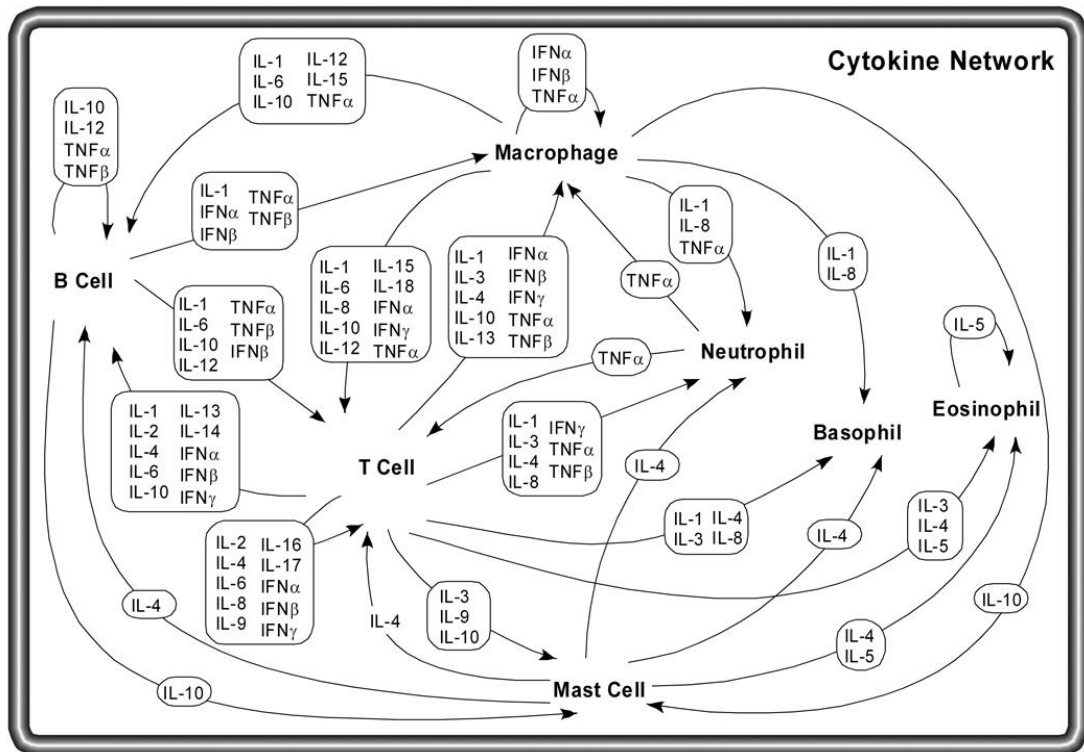 Cytokine Network
IL-1 IL-12
IL-6 IL-15
IL-10 TNFα
IFNα
IFNβ
TNFα
IL-10
IL-12
TNFα
TNFβ
Macrophage
IL-1 TNFα
IFNα TNFβ
IFNβ
IL-1
IL-8
TNFα
IL-1
IL-8
B Cell
IL-1 TNFα
IL-6 TNFβ
IL-10 IFNβ
IL-12
IL-1 IL-15
IL-6 IL-18
IL-8 IFNα
IL-10 IFNγ
IL-12 TNFα
IL-1 IFNα
IL-3 IFNβ
IL-4 IFNγ
IL-10 TNFα
IL-13 TNFβ
TNFα
TNFα
Neutrophil
IL-5
Eosinophil
Basophil
IL-1 IL-13
IL-2 IL-14
IL-4 IFNα
IL-6 IFNβ
IL-10 IFNγ
T Cell
IL-1 IFNγ
IL-3 TNFα
IL-4 TNFβ
IL-8
IL-4
IL-1 IL-4
IL-3 IL-8
IL-4
IL-3
IL-4
IL-5
IL-2 IL-16
IL-4 IL-17
IL-6 IFNα
IL-8 IFNβ
IL-9 IFNγ
IL-4
IL-4
IL-3
IL-9
IL-10
IL-4
IL-5
IL-10
IL-10
Mast Cell